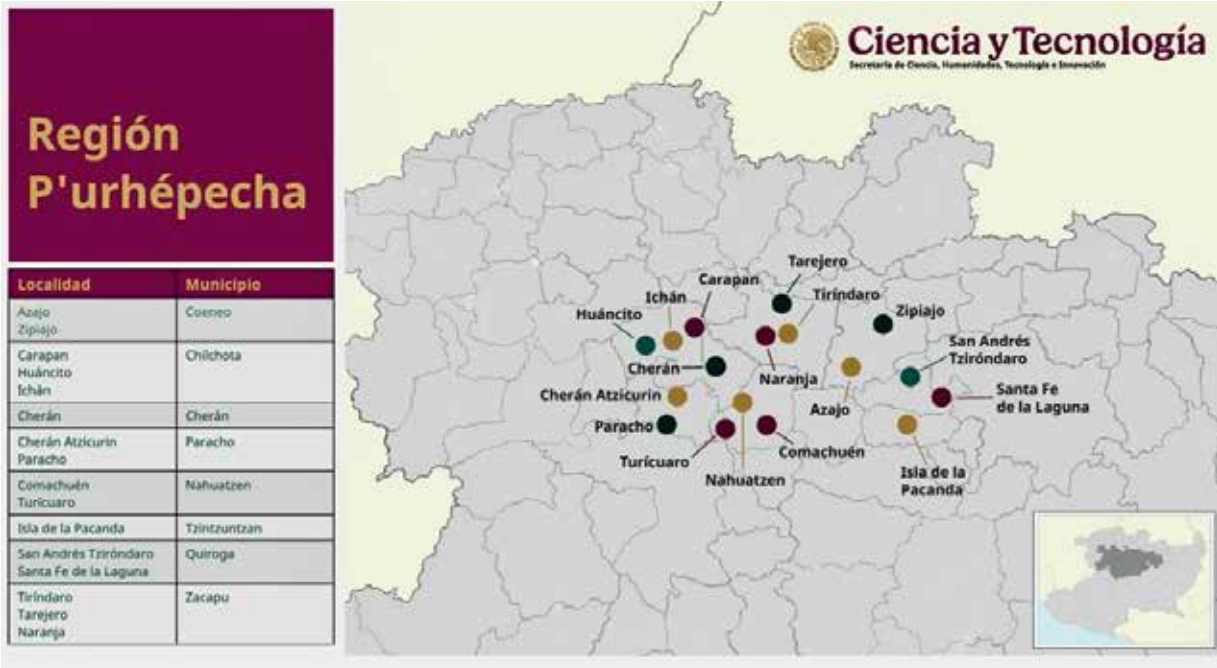 Región
P'urhépecha
Localidad Municipio
Azajo Coeneo
Zipiajo
Carapan Chilchota
Huáncito
Ichán
Cherán Cherán
Cherán Atzicurin Paracho
Paracho
Comachuén Nahuatzen
Turícuaro
Isla de la Pacanda Tzintzuntzan
San Andrés Tziróndaro Quiroga
Santa Fe de la Laguna
Tiríndaro Zacapu
Tarejero
Naranja
Ciencia y Tecnología
Secretaría de Ciencia, Humanidades, Tecnología e Innovación
Tarejero
Carapan
Ichán
Tiríndaro
Huáncito
Zipiajo
San Andrés
Tziróndaro
Cherán
Naranja
Santa Fe
de la Laguna
Cherán Atzicurin
Azajo
Paracho
Comachuén
Turícuaro
Nahuatzen
Isla de la
Pacanda